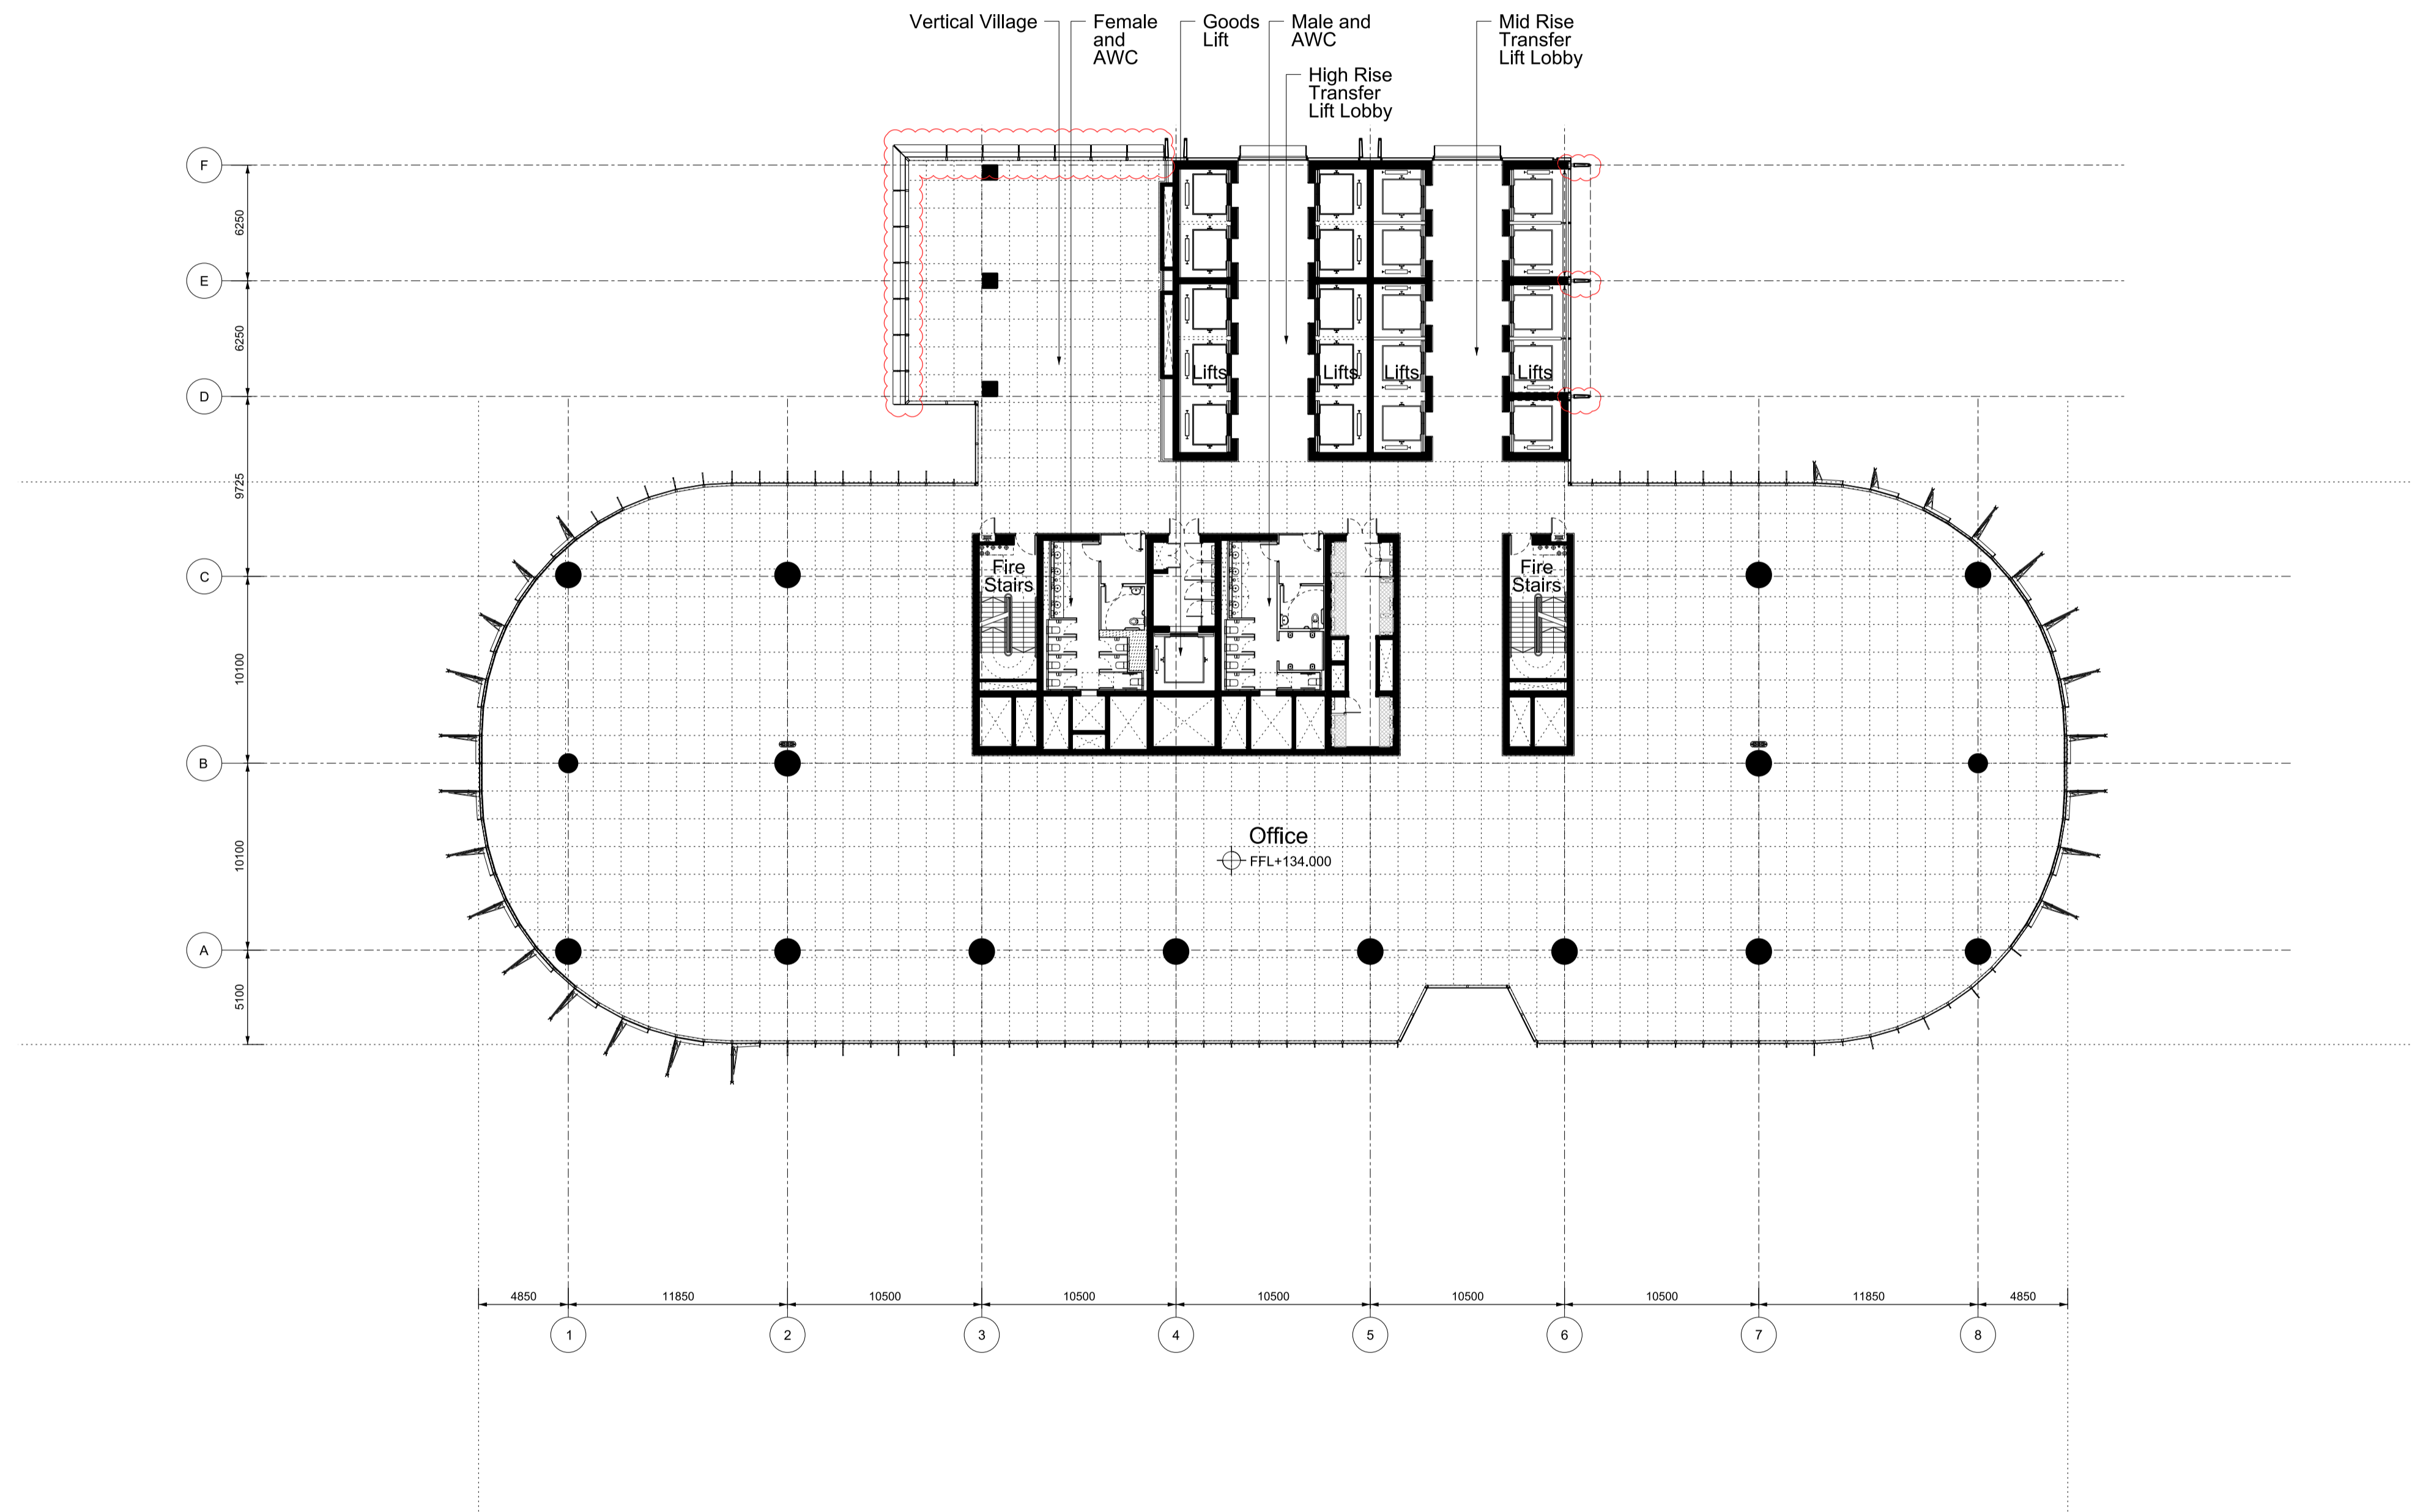 Vertical Village
Female
and
AWC
Goods
Lift
Male and
AWC
High Rise
Transfer
Lift Lobby
Mid Rise
Transfer
Lift Lobby
F
6250
E
6250
D
9725
C
10100
B
10100
A
5100
Lifts
Lifts
Lifts
Lifts
Fire
Stairs
Fire
Stairs
Office
FFL+134.000
4850
11850
10500
10500
10500
10500
10500
11850
4850
1
2
3
4
5
6
7
8